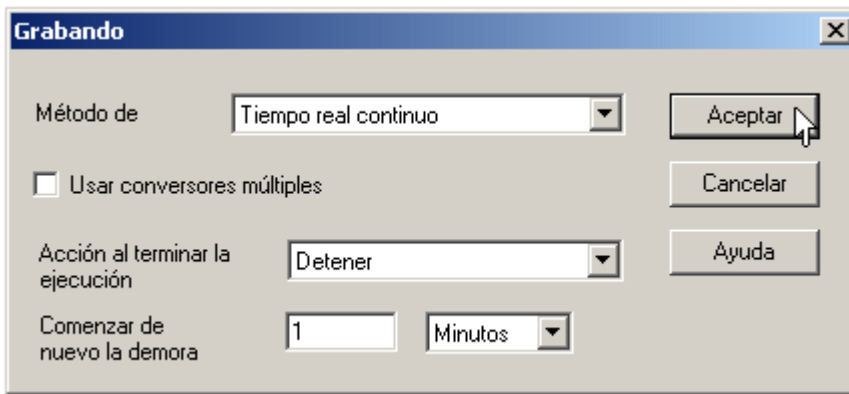 Grabando
Método de
Tiempo real continuo
Aceptar
Usar conversores múltiples
Cancelar
Acción al terminar la
ejecución
Detener
Ayuda
Comenzar de
nuevo la demora
1
Minutos